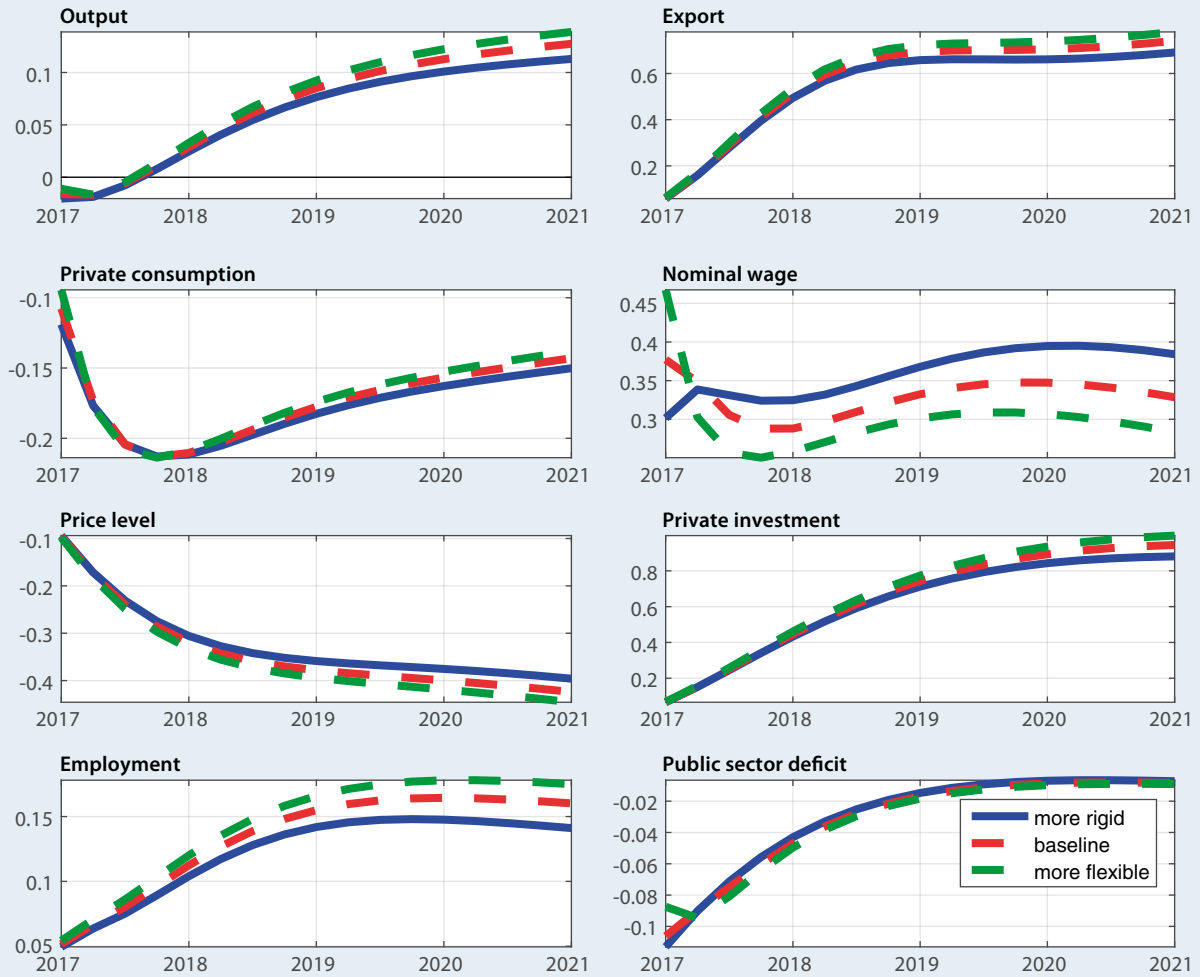 Output
0.1
0.05
0
2017 2018 2019 2020 2021
Export
0.6
0.4
0.2
2017 2018 2019 2020 2021
Private consumption
-0.1
-0.15
-0.2
2017 2018 2019 2020 2021
Nominal wage
0.45
0.4
0.35
0.3
2017 2018 2019 2020 2021
Price level
-0.1
-0.2
-0.3
-0.4
2017 2018 2019 2020 2021
Private investment
0.8
0.6
0.4
0.2
2017 2018 2019 2020 2021
Employment
0.15
0.1
0.05
2017 2018 2019 2020 2021
Public sector deficit
-0.02
-0.04
-0.06
-0.08
-0.1
more rigid
baseline
more flexible
2017 2018 2019 2020 2021